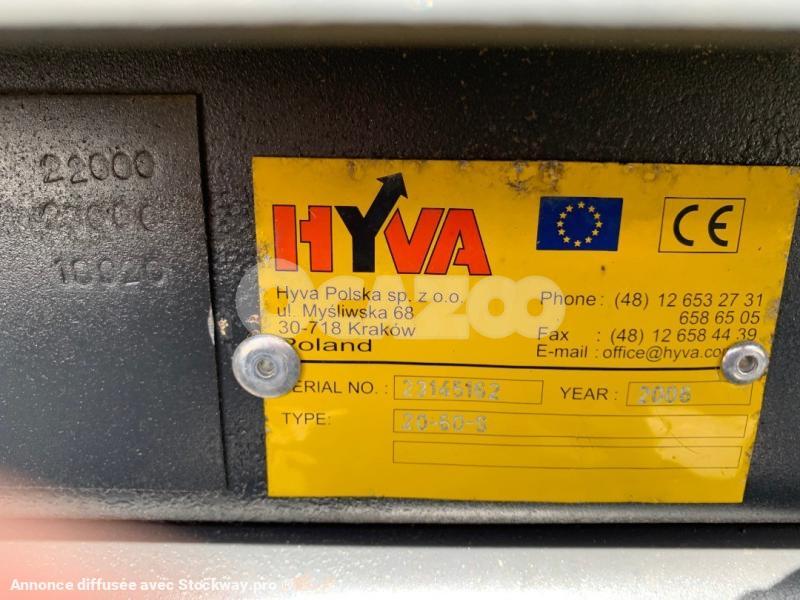 22000
HYVA
CE
Hyva Polska sp. z o.o.
ul. Myśliwska 68
30-718 Kraków
Poland
Phone : (48) 12 653 27 31
658 65 05
Fax : (48) 12 658 44 39
E-mail : office@hyva.com
SERIAL NO. : 23145162 YEAR : 2006
TYPE: 20-60-S
OCAZOO
Annonce diffusée avec Stockway.pro